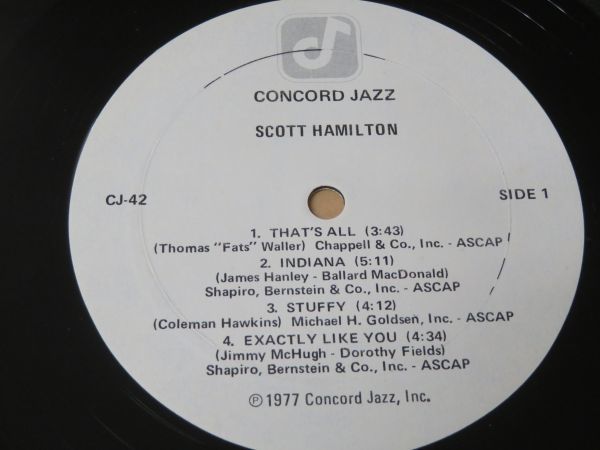 CONCORD JAZZ
SCOTT HAMILTON
CJ-42
SIDE 1
1. THAT'S ALL (3:43)
(Thomas "Fats" Waller) Chappell & Co., Inc. - ASCAP
2. INDIANA (5:11)
(James Hanley - Ballard MacDonald)
Shapiro, Bernstein & Co., Inc. - ASCAP
3. STUFFY (4:12)
(Coleman Hawkins) Michael H. Goldsen, Inc. - ASCAP
4. EXACTLY LIKE YOU (4:34)
(Jimmy McHugh - Dorothy Fields)
Shapiro, Bernstein & Co., Inc. - ASCAP
℗ 1977 Concord Jazz, Inc.